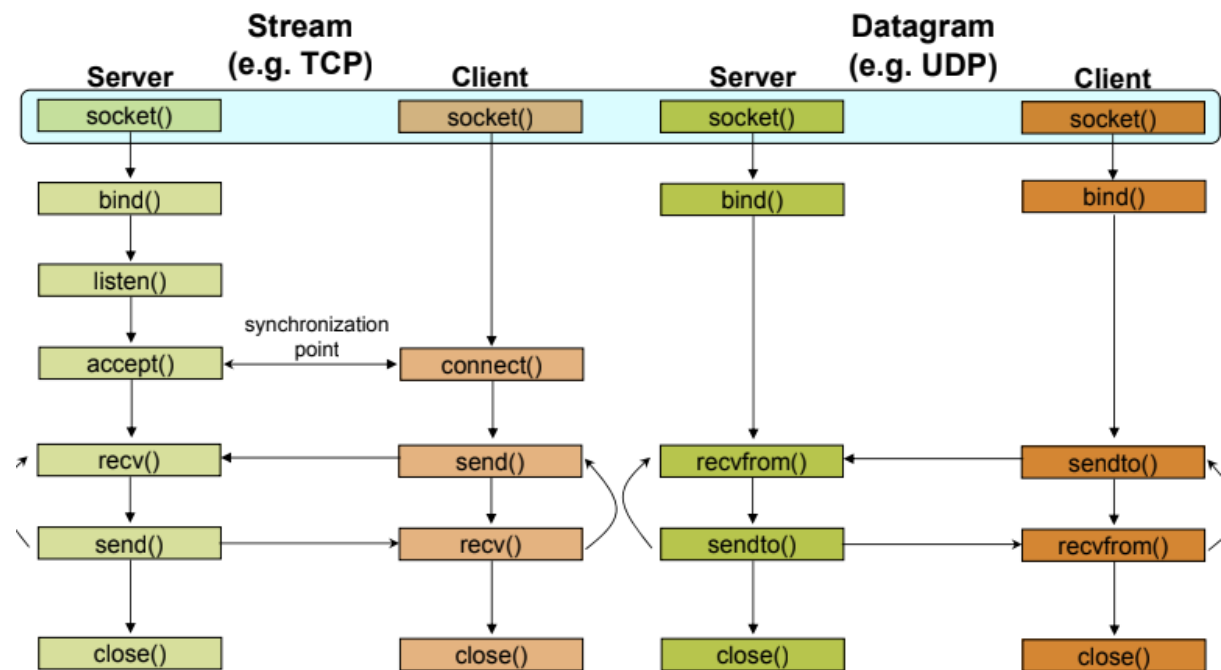 Stream
(e.g. TCP)
Datagram
(e.g. UDP)
Server
Client
Server
Client
socket()
socket()
socket()
socket()
bind()
bind()
bind()
listen()
synchronization
point
accept()
connect()
recv()
send()
recvfrom()
sendto()
send()
recv()
sendto()
recvfrom()
close()
close()
close()
close()